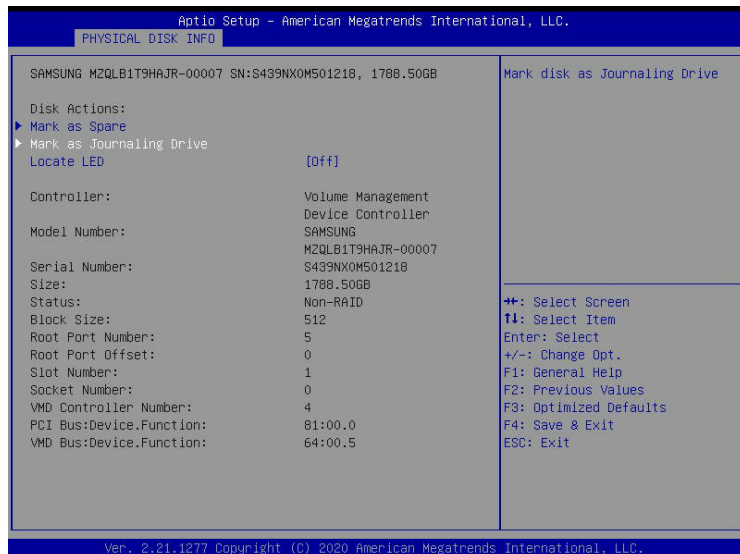 Aptio Setup – American Megatrends International, LLC.
PHYSICAL DISK INFO
SAMSUNG MZQLB1T9HAJR-00007 SN:S439NX0M501218, 1788.50GB
Disk Actions:
Mark as Spare
Mark as Journaling Drive
Locate LED [Off]
Controller: Volume Management
Device Controller
Model Number: SAMSUNG
MZQLB1T9HAJR-00007
Serial Number: S439NX0M501218
Size: 1788.50GB
Status: Non-RAID
Block Size: 512
Root Port Number: 5
Root Port Offset: 0
Slot Number: 1
Socket Number: 0
VMD Controller Number: 4
PCI Bus:Device.Function: 81:00.0
VMD Bus:Device.Function: 64:00.5
Mark disk as Journaling Drive
→←: Select Screen
↑↓: Select Item
Enter: Select
+/-: Change Opt.
F1: General Help
F2: Previous Values
F3: Optimized Defaults
F4: Save & Exit
ESC: Exit
Ver. 2.21.1277 Copyright (C) 2020 American Megatrends International, LLC.